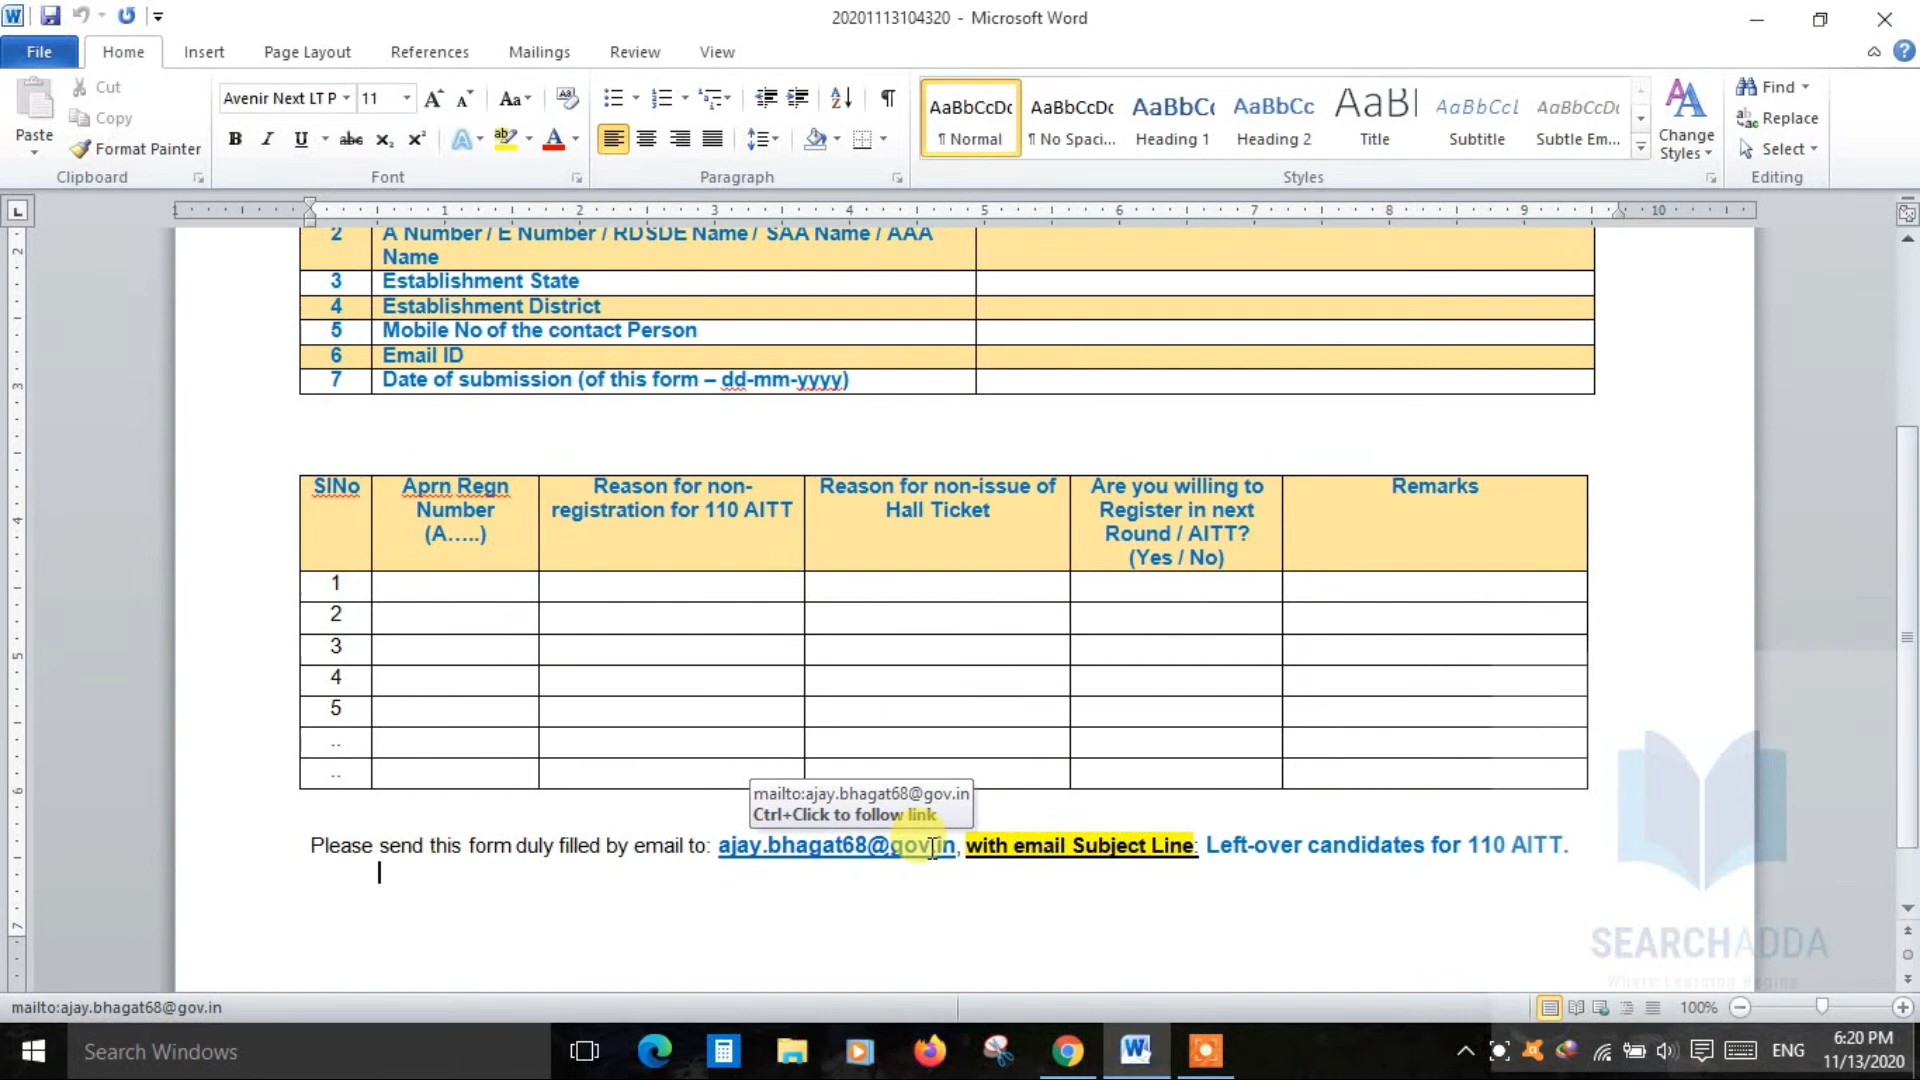 20201113104320 - Microsoft Word
File Home Insert Page Layout References Mailings Review View
Paste
Cut
Copy
Format Painter
Clipboard
Avenir Next LT P 11
Font
Paragraph
AaBbCcDc AaBbCcDc AaBbC( AaBbCc AaB AaBbCcL AaBbCcDc
¶ Normal ¶ No Spaci... Heading 1 Heading 2 Title Subtitle Subtle Em...
Styles
Change Styles
Find
Replace
Select
Editing
2 A Number / E Number / RDSDE Name / SAA Name / AAA
Name
3 Establishment State
4 Establishment District
5 Mobile No of the contact Person
6 Email ID
7 Date of submission (of this form – dd-mm-yyyy)
SlNo
Aprn Regn
Number
(A.....)
Reason for non-
registration for 110 AITT
Reason for non-issue of
Hall Ticket
Are you willing to
Register in next
Round / AITT?
(Yes / No)
Remarks
1
2
3
4
5
..
..
mailto:ajay.bhagat68@gov.in
Ctrl+Click to follow link
Please send this form duly filled by email to: ajay.bhagat68@gov.in, with email Subject Line: Left-over candidates for 110 AITT.
SEARCHADDA
Where Learning Begins
mailto:ajay.bhagat68@gov.in
100%
Search Windows
ENG
6:20 PM
11/13/2020